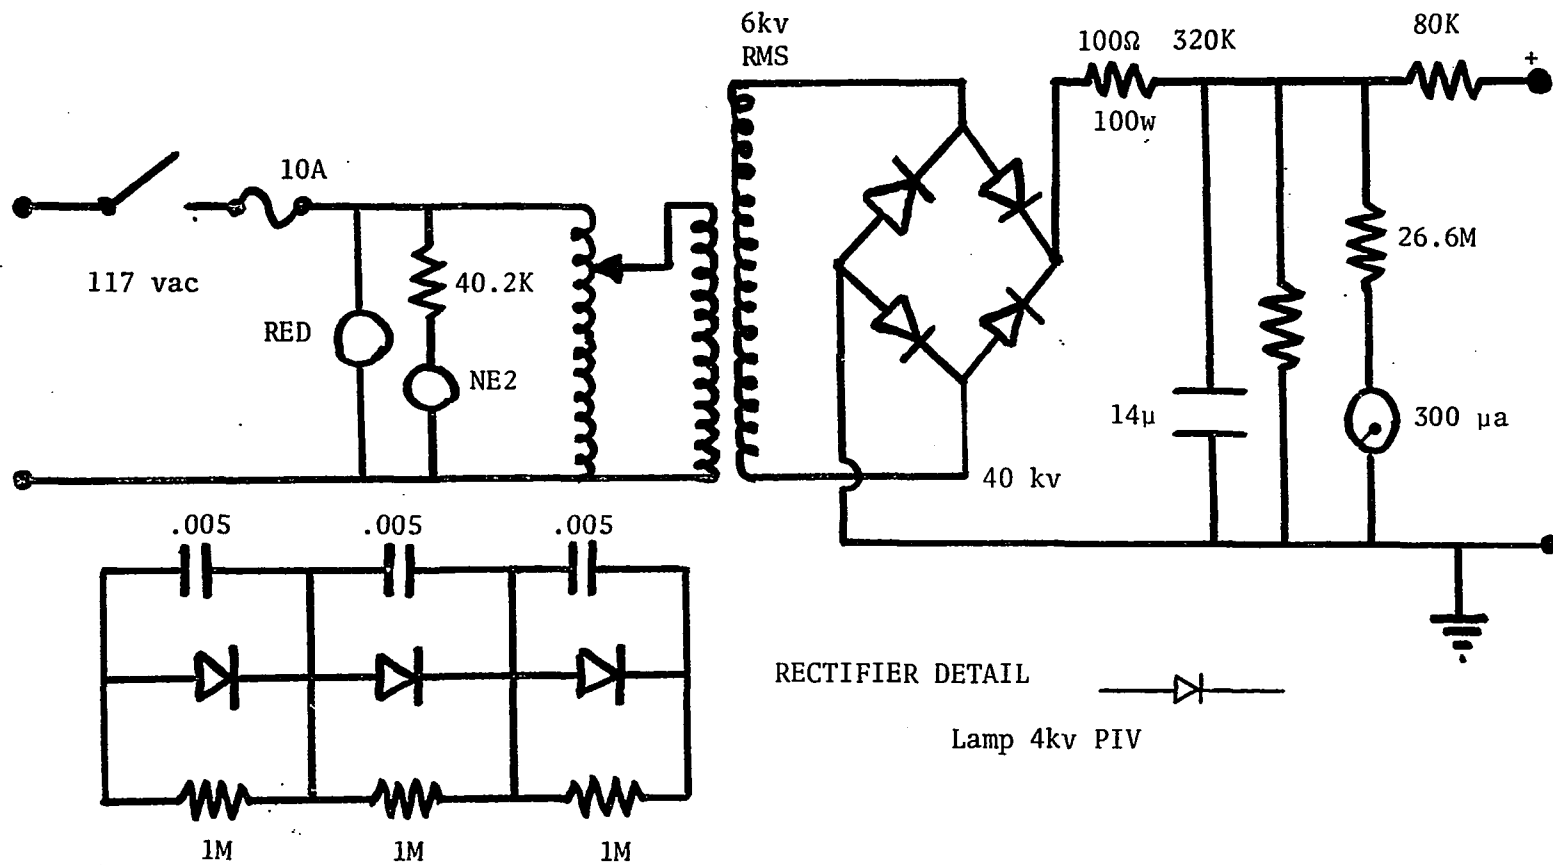 6kv
RMS
100Ω
320K
80K
+
100w
10A
117 vac
40.2K
RED
NE2
26.6M
14μ
300 μa
40 kv
.005
.005
.005
RECTIFIER DETAIL
Lamp 4kv PIV
1M
1M
1M